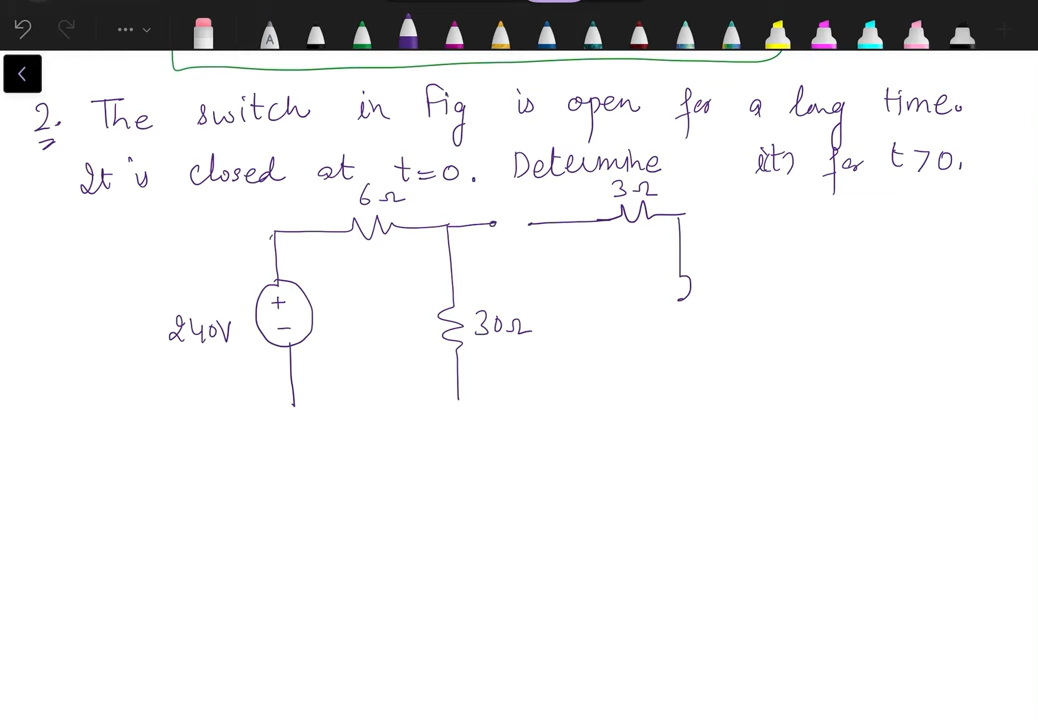 2. The switch in Fig is open for a long time.
It is closed at t=0. Determine i(t) for t>0.
6Ω
3Ω
+
240V
-
30Ω